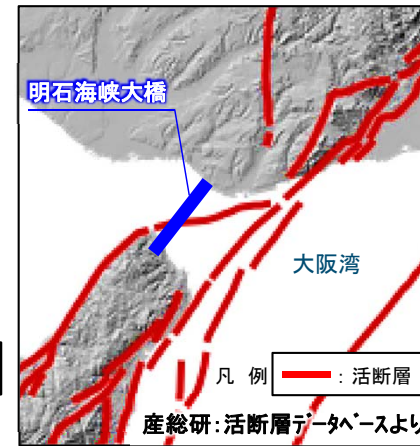 明石海峡大橋
大阪湾
凡 例 ：活断層
産総研：活断層データベースより